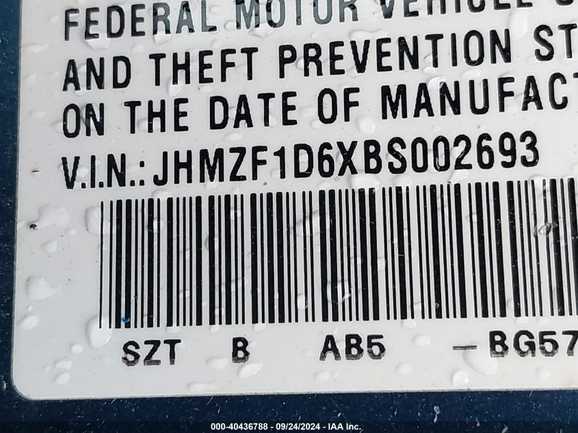 FEDERAL MOTOR VEHICLE
AND THEFT PREVENTION ST
ON THE DATE OF MANUFACT
V.I.N.: JHMZF1D6XBS002693
SZT B AB5 -BG57
000-40436788 - 09/24/2024 - IAA Inc.